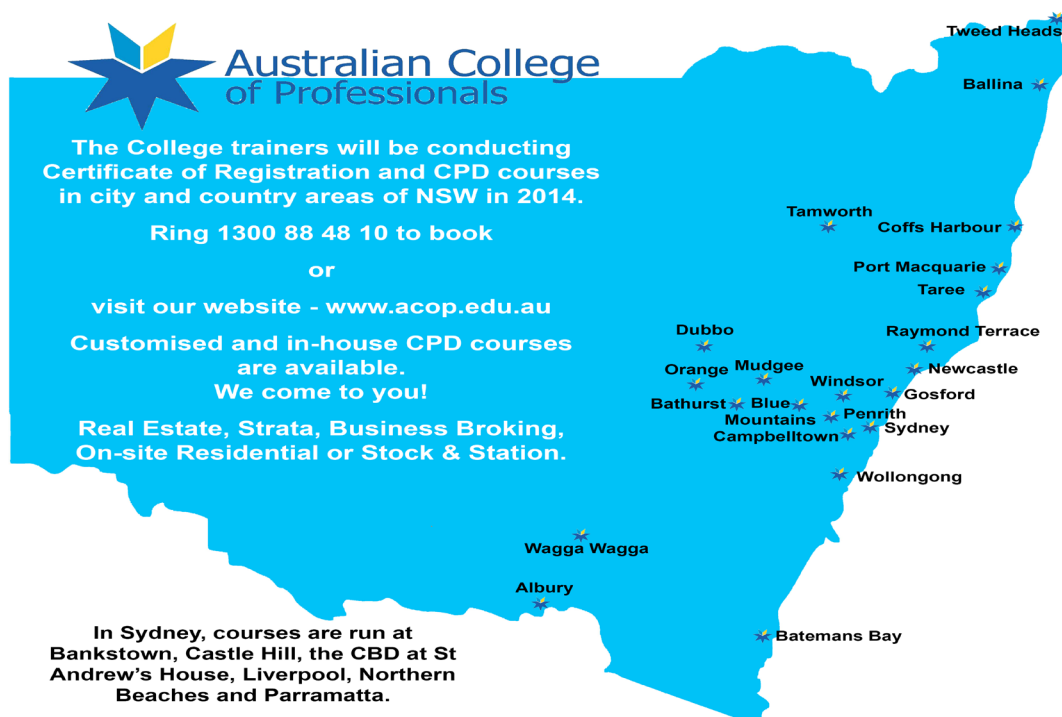 Australian College
of Professionals
The College trainers will be conducting
Certificate of Registration and CPD courses
in city and country areas of NSW in 2014.
Ring 1300 88 48 10 to book
or
visit our website - www.acop.edu.au
Customised and in-house CPD courses
are available.
We come to you!
Real Estate, Strata, Business Broking,
On-site Residential or Stock & Station.
Tweed Heads
Ballina
Tamworth
Coffs Harbour
Port Macquarie
Taree
Dubbo
Raymond Terrace
Orange
Mudgee
Newcastle
Windsor
Gosford
Bathurst
Blue
Mountains
Penrith
Sydney
Campbelltown
Wollongong
Wagga Wagga
Albury
Batemans Bay
In Sydney, courses are run at
Bankstown, Castle Hill, the CBD at St
Andrew’s House, Liverpool, Northern
Beaches and Parramatta.